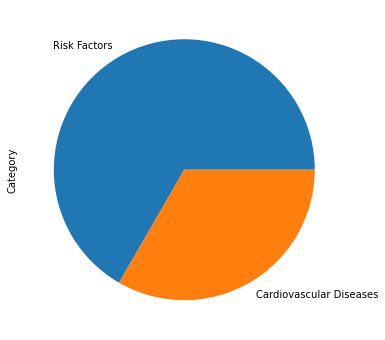 Risk Factors
Category
Cardiovascular Diseases